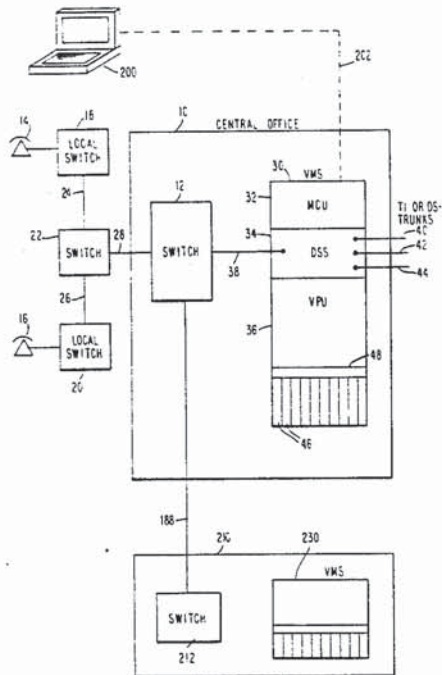 200
202
10
CENTRAL OFFICE
14
18
LOCAL
SWITCH
24
22
SWITCH
28
26
16
LOCAL
SWITCH
20
12
SWITCH
38
30
VMS
32
MCU
34
DSS
36
VPU
48
46
T1 OR DS-
TRUNKS
40
42
44
188
210
SWITCH
212
230
VMS